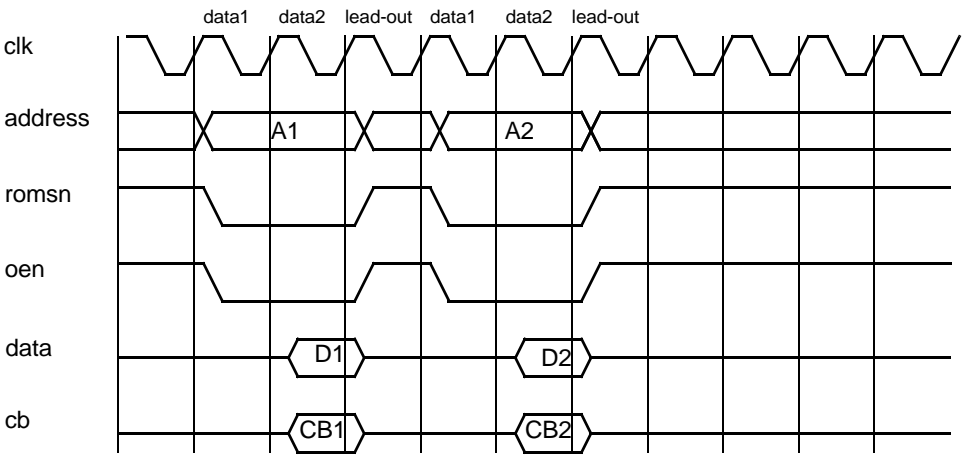 data1 data2 lead-out data1 data2 lead-out
clk
address A1 A2
romsn
oen
data D1 D2
cb CB1 CB2